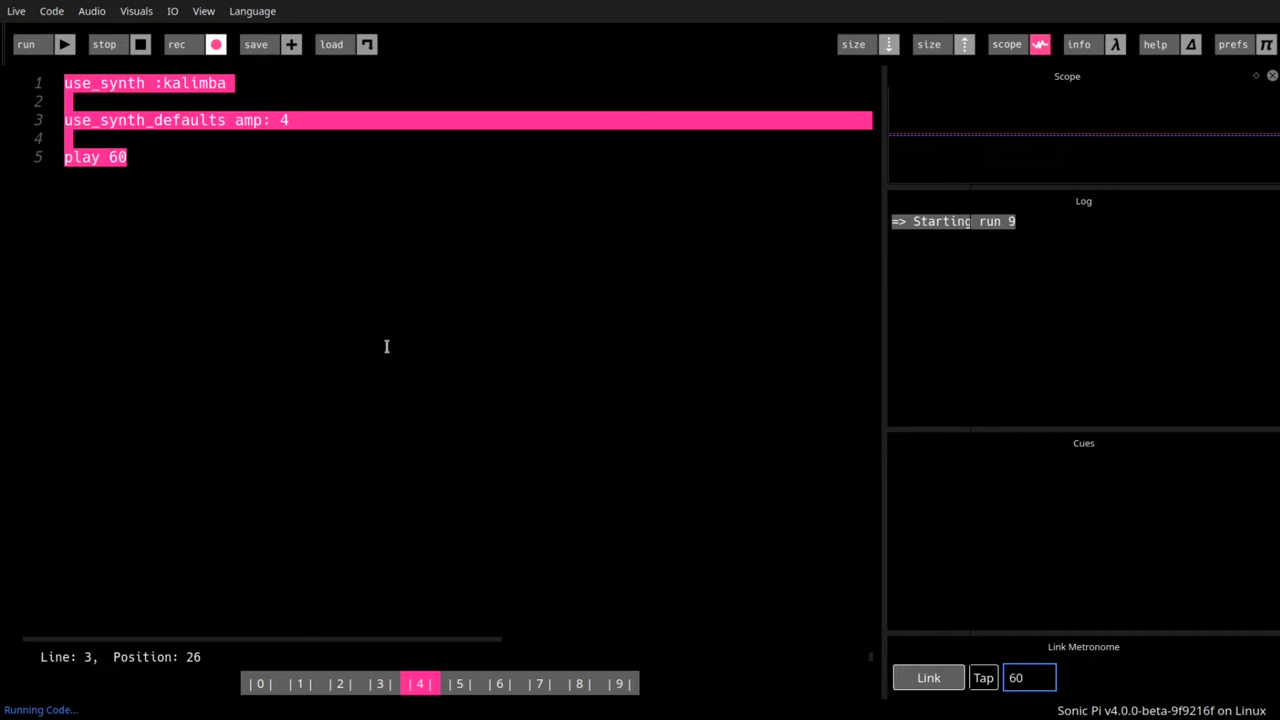 Live Code Audio Visuals IO View Language
run stop rec save + load size size scope info λ help prefs π
Scope
1 use_synth :kalimba
2
3 use_synth_defaults amp: 4
4
5 play 60
Log
=> Starting run 9
Cues
Line: 3, Position: 26
Link Metronome
|0| |1| |2| |3| |4| |5| |6| |7| |8| |9|
Link Tap 60
Running Code...
Sonic Pi v4.0.0-beta-9f9216f on Linux